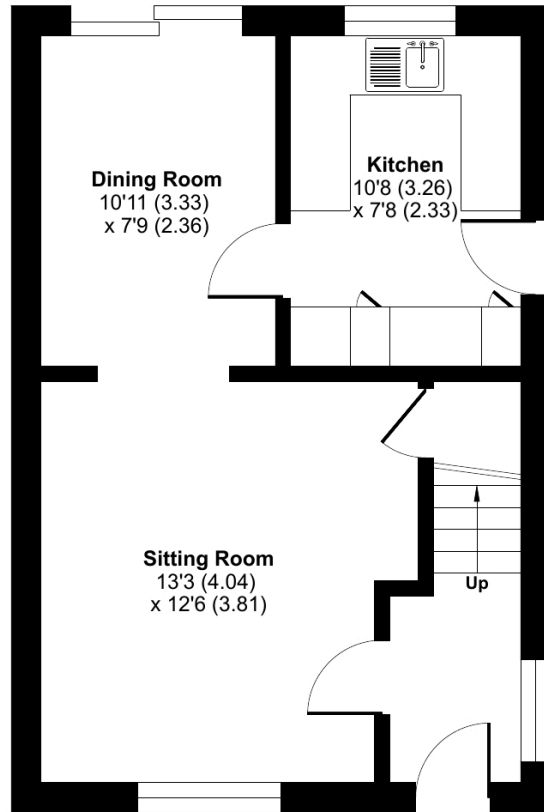 Dining Room
10'11 (3.33)
x 7'9 (2.36)
Kitchen
10'8 (3.26)
x 7'8 (2.33)
Sitting Room
13'3 (4.04)
x 12'6 (3.81)
Up